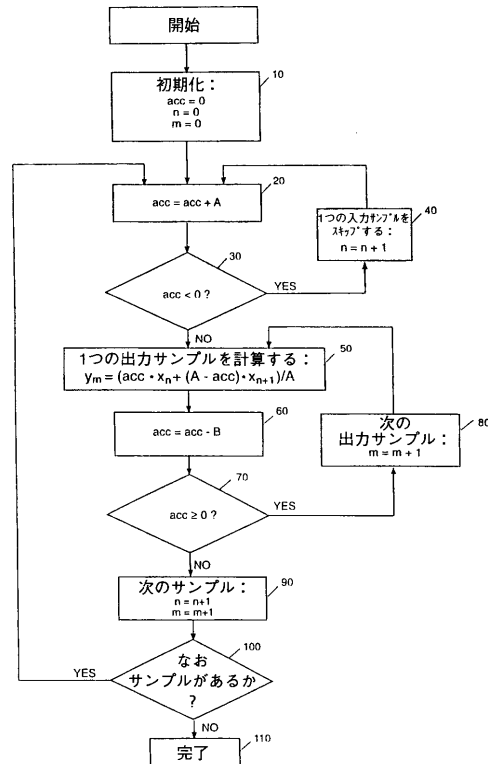 開始
10
初期化：
acc = 0
n = 0
m = 0
20
acc = acc + A
40
1つの入力サンプルを
スキップする：
n = n + 1
30
acc < 0 ?
YES
NO
50
1つの出力サンプルを計算する：
ym = (acc・xn + (A - acc)・xn+1)/A
60
acc = acc - B
80
次の
出力サンプル：
m = m + 1
70
acc ≥ 0 ?
YES
NO
90
次のサンプル：
n = n+1
m = m+1
100
なお
サンプルがあるか
?
YES
NO
110
完了